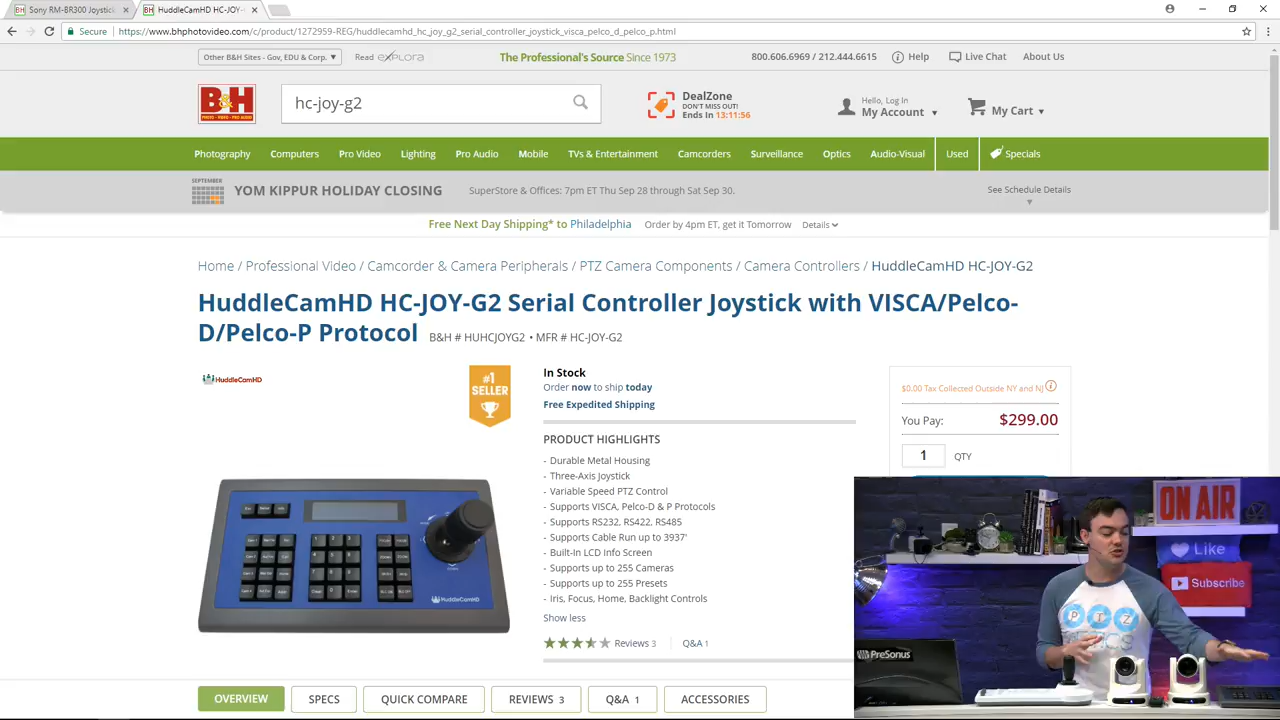 Sony RM-BR300 Joystick
HuddleCamHD HC-JOY-
Secure
https://www.bhphotovideo.com/c/product/1272959-REG/huddlecamhd_hc_joy_g2_serial_controller_joystick_visca_pelco_d_pelco_p.html
Other B&H Sites - Gov, EDU & Corp.
Read eXplora
The Professional's Source Since 1973
800.606.6969 / 212.444.6615
Help
Live Chat
About Us
B&H
PHOTO - VIDEO - PRO AUDIO
hc-joy-g2
DealZone
DON'T MISS OUT!
Ends In 13:11:56
Hello, Log In
My Account
My Cart
Photography Computers Pro Video Lighting Pro Audio Mobile TVs & Entertainment Camcorders Surveillance Optics Audio-Visual Used Specials
SEPTEMBER
YOM KIPPUR HOLIDAY CLOSING
SuperStore & Offices: 7pm ET Thu Sep 28 through Sat Sep 30.
See Schedule Details
Free Next Day Shipping* to Philadelphia Order by 4pm ET, get it Tomorrow Details
Home / Professional Video / Camcorder & Camera Peripherals / PTZ Camera Components / Camera Controllers / HuddleCamHD HC-JOY-G2
HuddleCamHD HC-JOY-G2 Serial Controller Joystick with VISCA/Pelco-
D/Pelco-P Protocol B&H # HUHCJOYG2 • MFR # HC-JOY-G2
HuddleCamHD
#1
SELLER
In Stock
Order now to ship today
Free Expedited Shipping
$0.00 Tax Collected Outside NY and NJ
You Pay: $299.00
1 QTY
PRODUCT HIGHLIGHTS
- Durable Metal Housing
- Three-Axis Joystick
- Variable Speed PTZ Control
- Supports VISCA, Pelco-D & P Protocols
- Supports RS232, RS422, RS485
- Supports Cable Run up to 3937'
- Built-In LCD Info Screen
- Supports up to 255 Cameras
- Supports up to 255 Presets
- Iris, Focus, Home, Backlight Controls
Show less
Reviews 3
Q&A 1
HuddleCamHD
ON AIR
Like
Subscribe
PTZ
PreSonus
OVERVIEW
SPECS
QUICK COMPARE
REVIEWS 3
Q&A 1
ACCESSORIES